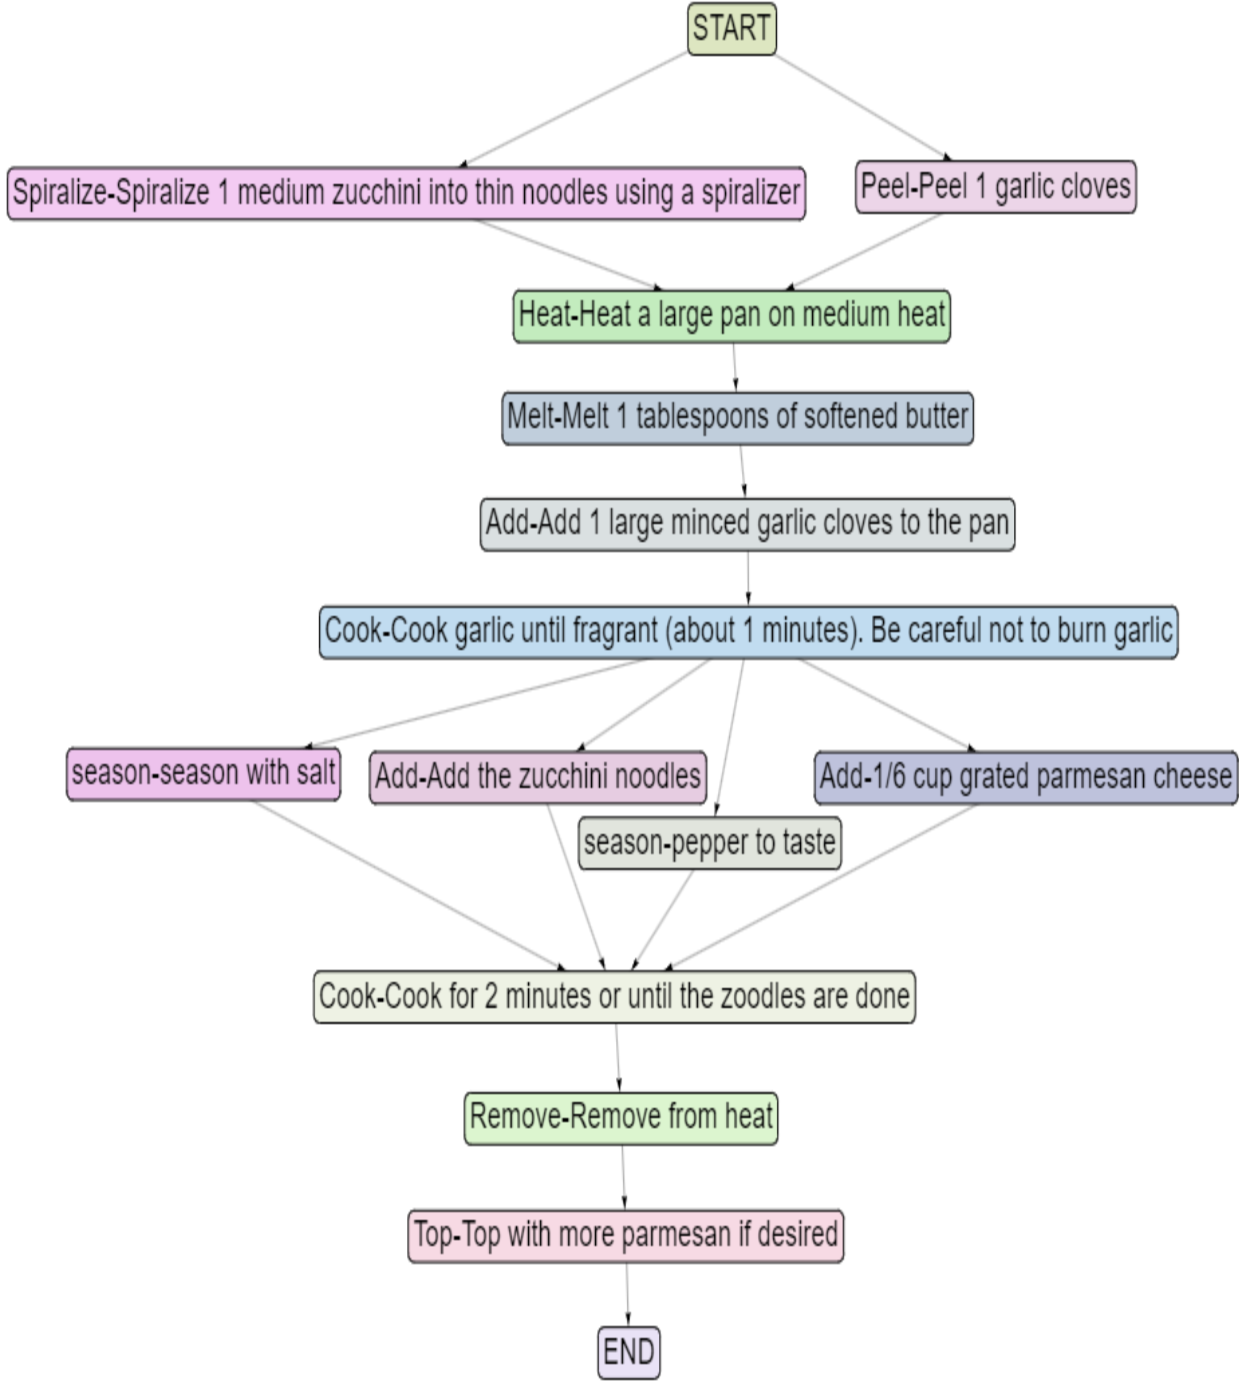 START
Spiralize-Spiralize 1 medium zucchini into thin noodles using a spiralizer
Peel-Peel 1 garlic cloves
Heat-Heat a large pan on medium heat
Melt-Melt 1 tablespoons of softened butter
Add-Add 1 large minced garlic cloves to the pan
Cook-Cook garlic until fragrant (about 1 minutes). Be careful not to burn garlic
season-season with salt
Add-Add the zucchini noodles
Add-1/6 cup grated parmesan cheese
season-pepper to taste
Cook-Cook for 2 minutes or until the zoodles are done
Remove-Remove from heat
Top-Top with more parmesan if desired
END